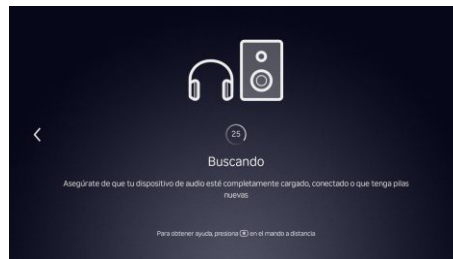 25
Buscando
Asegúrate de que tu dispositivo de audio esté completamente cargado, conectado o que tenga pilas
nuevas
Para obtener ayuda, presiona en el mando a distancia